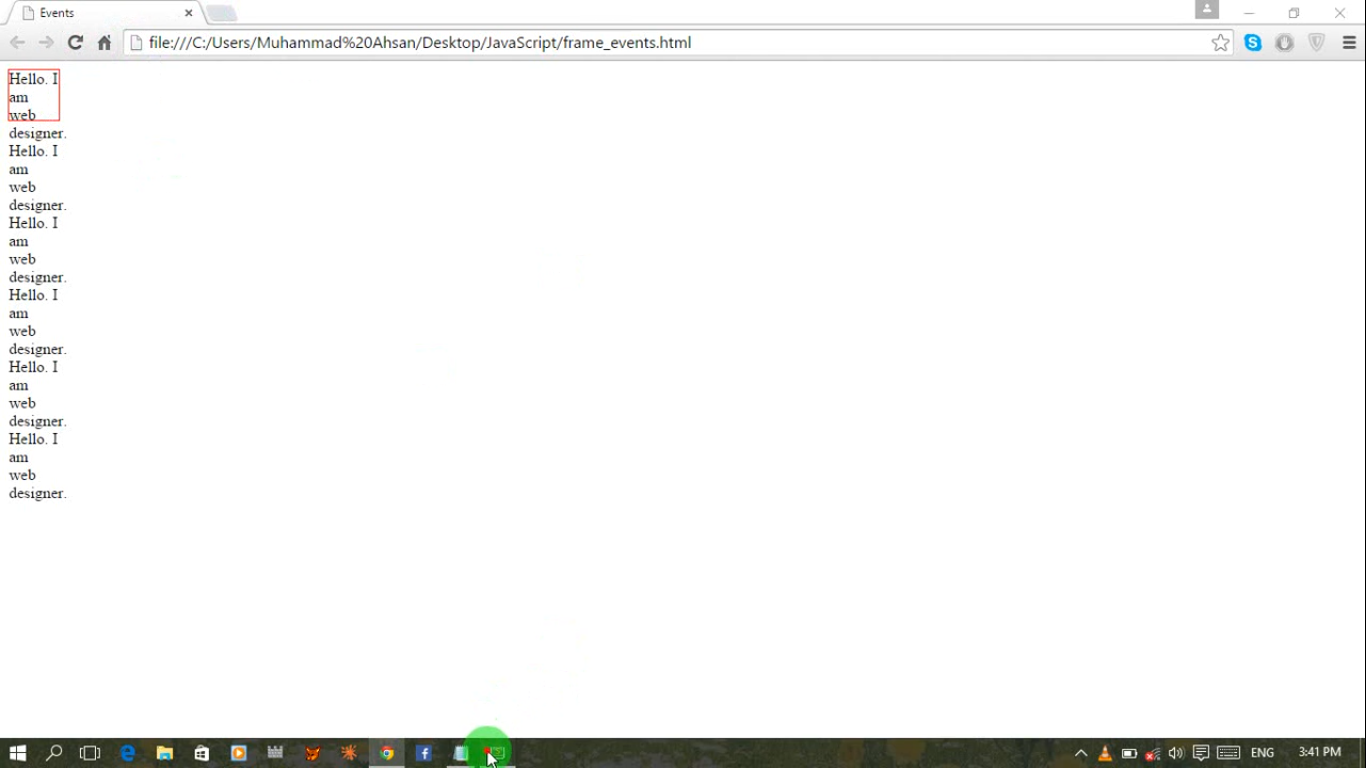 Events
file:///C:/Users/Muhammad%20Ahsan/Desktop/JavaScript/frame_events.html
Hello. I
am
web
designer.
Hello. I
am
web
designer.
Hello. I
am
web
designer.
Hello. I
am
web
designer.
Hello. I
am
web
designer.
Hello. I
am
web
designer.
ENG
3:41 PM